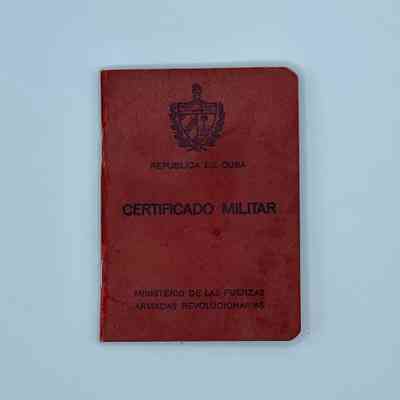 REPUBLICA DE CUBA
CERTIFICADO MILITAR
MINISTERIO DE LAS FUERZAS
ARMADAS REVOLUCIONARIAS